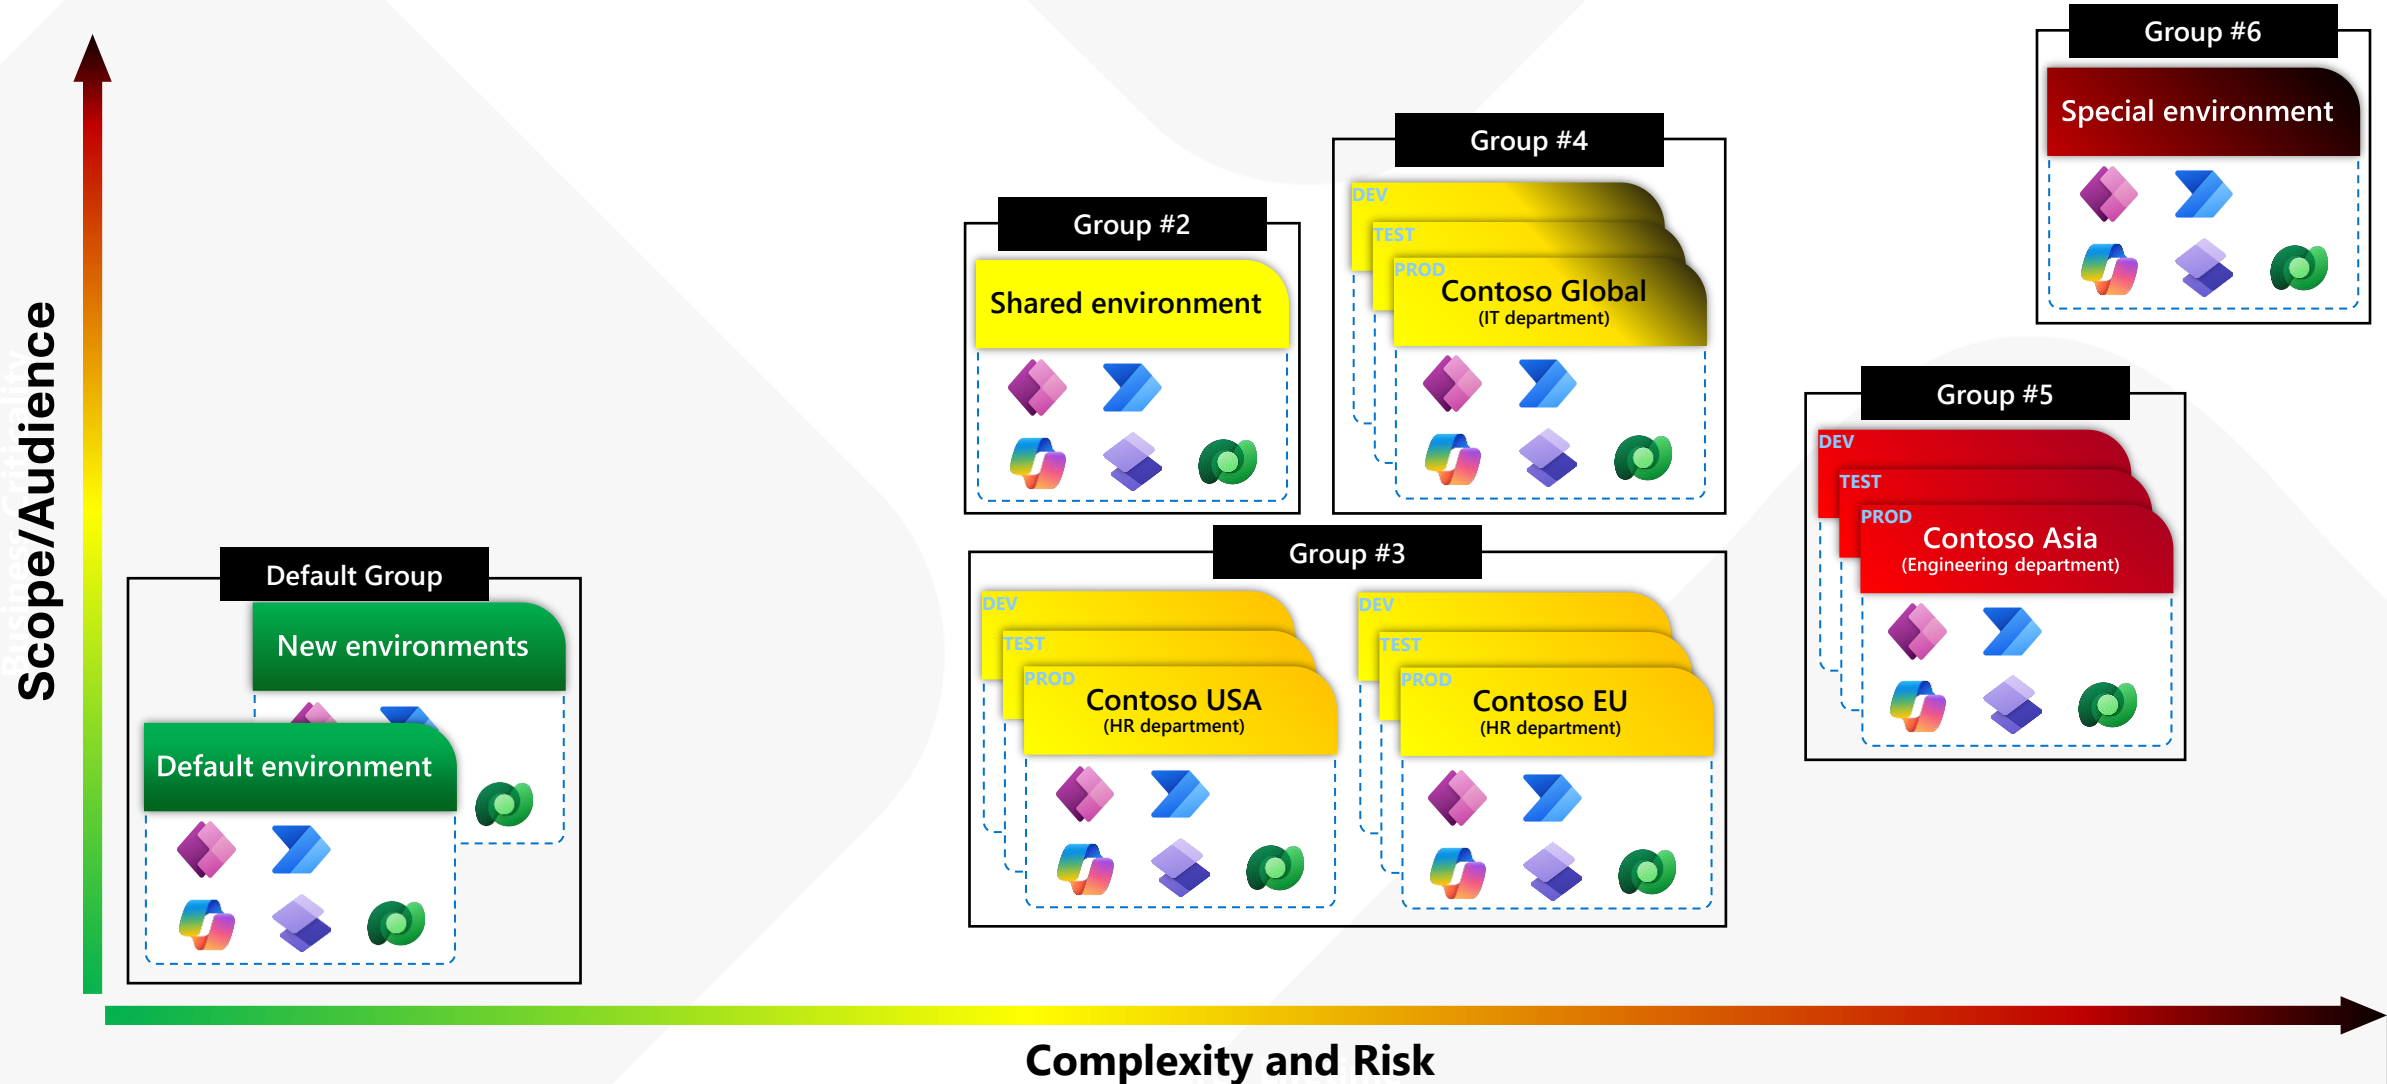 Group #6
Special environment
Group #4
DEV
TEST
PROD
Contoso Global
(IT department)
Group #2
Shared environment
Group #5
DEV
TEST
PROD
Contoso Asia
(Engineering department)
Scope/Audience
Business Criticality
Default Group
New environments
Default environment
Group #3
DEV
TEST
PROD
Contoso USA
(HR department)
DEV
TEST
PROD
Contoso EU
(HR department)
Complexity and Risk